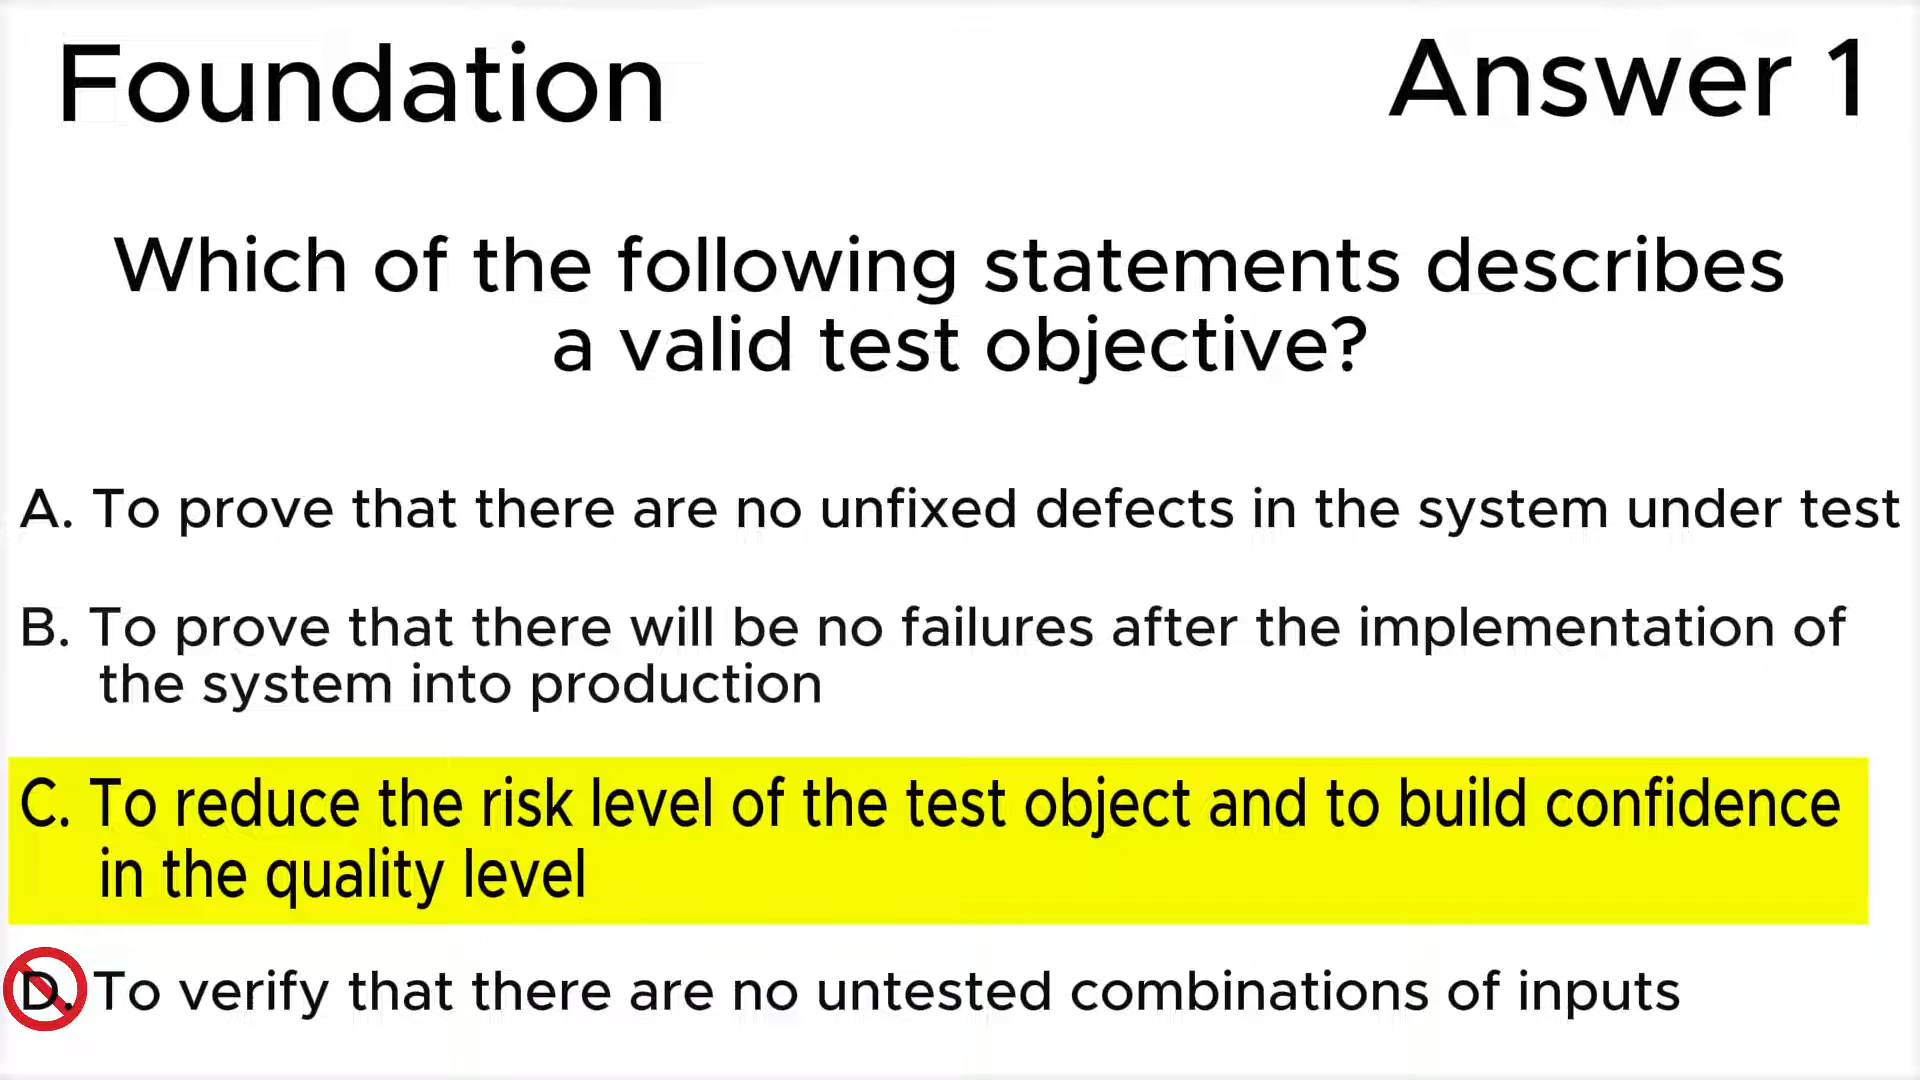 Foundation
Answer 1
Which of the following statements describes
a valid test objective?
A. To prove that there are no unfixed defects in the system under test
B. To prove that there will be no failures after the implementation of
the system into production
C. To reduce the risk level of the test object and to build confidence
in the quality level
D. To verify that there are no untested combinations of inputs